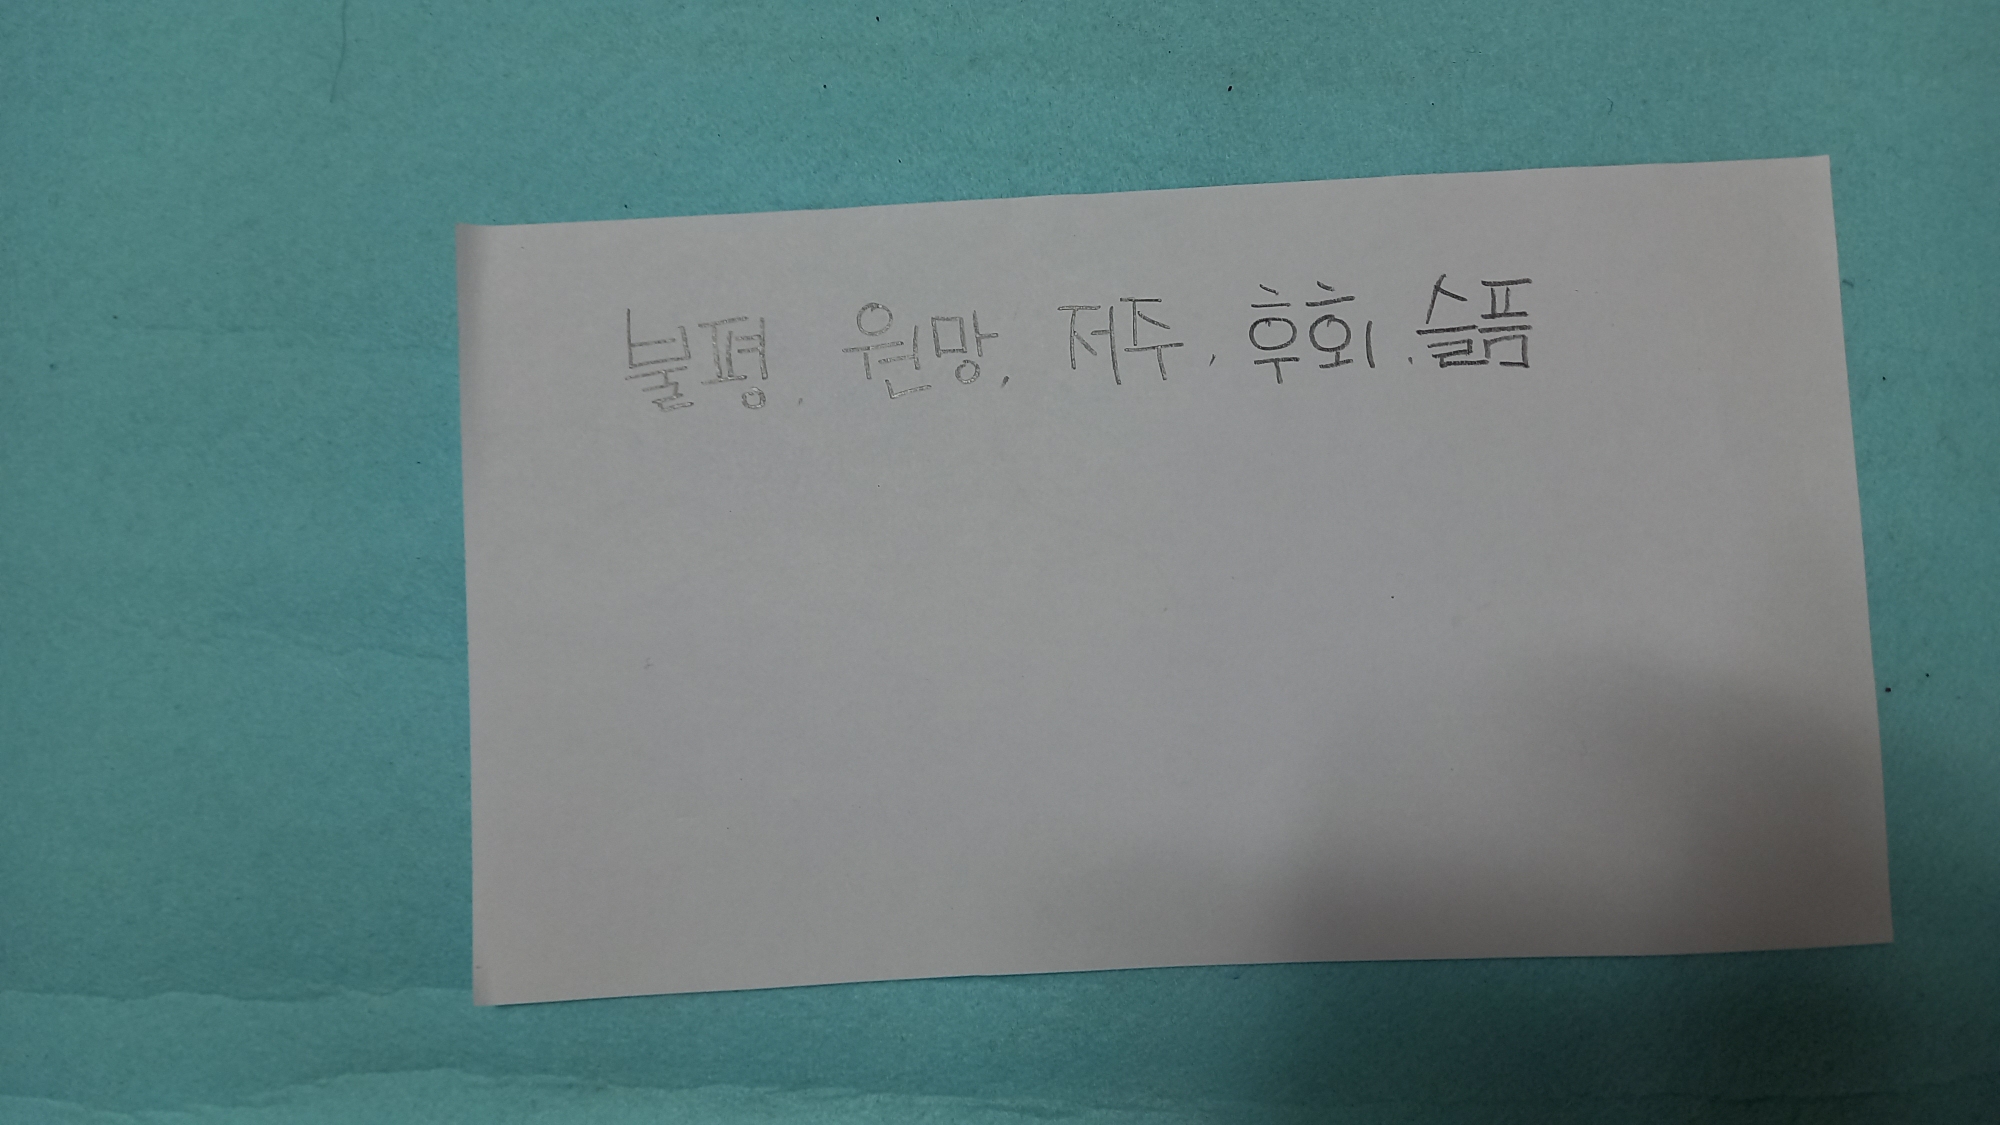 불평, 원망, 저주, 후회, 슬픔